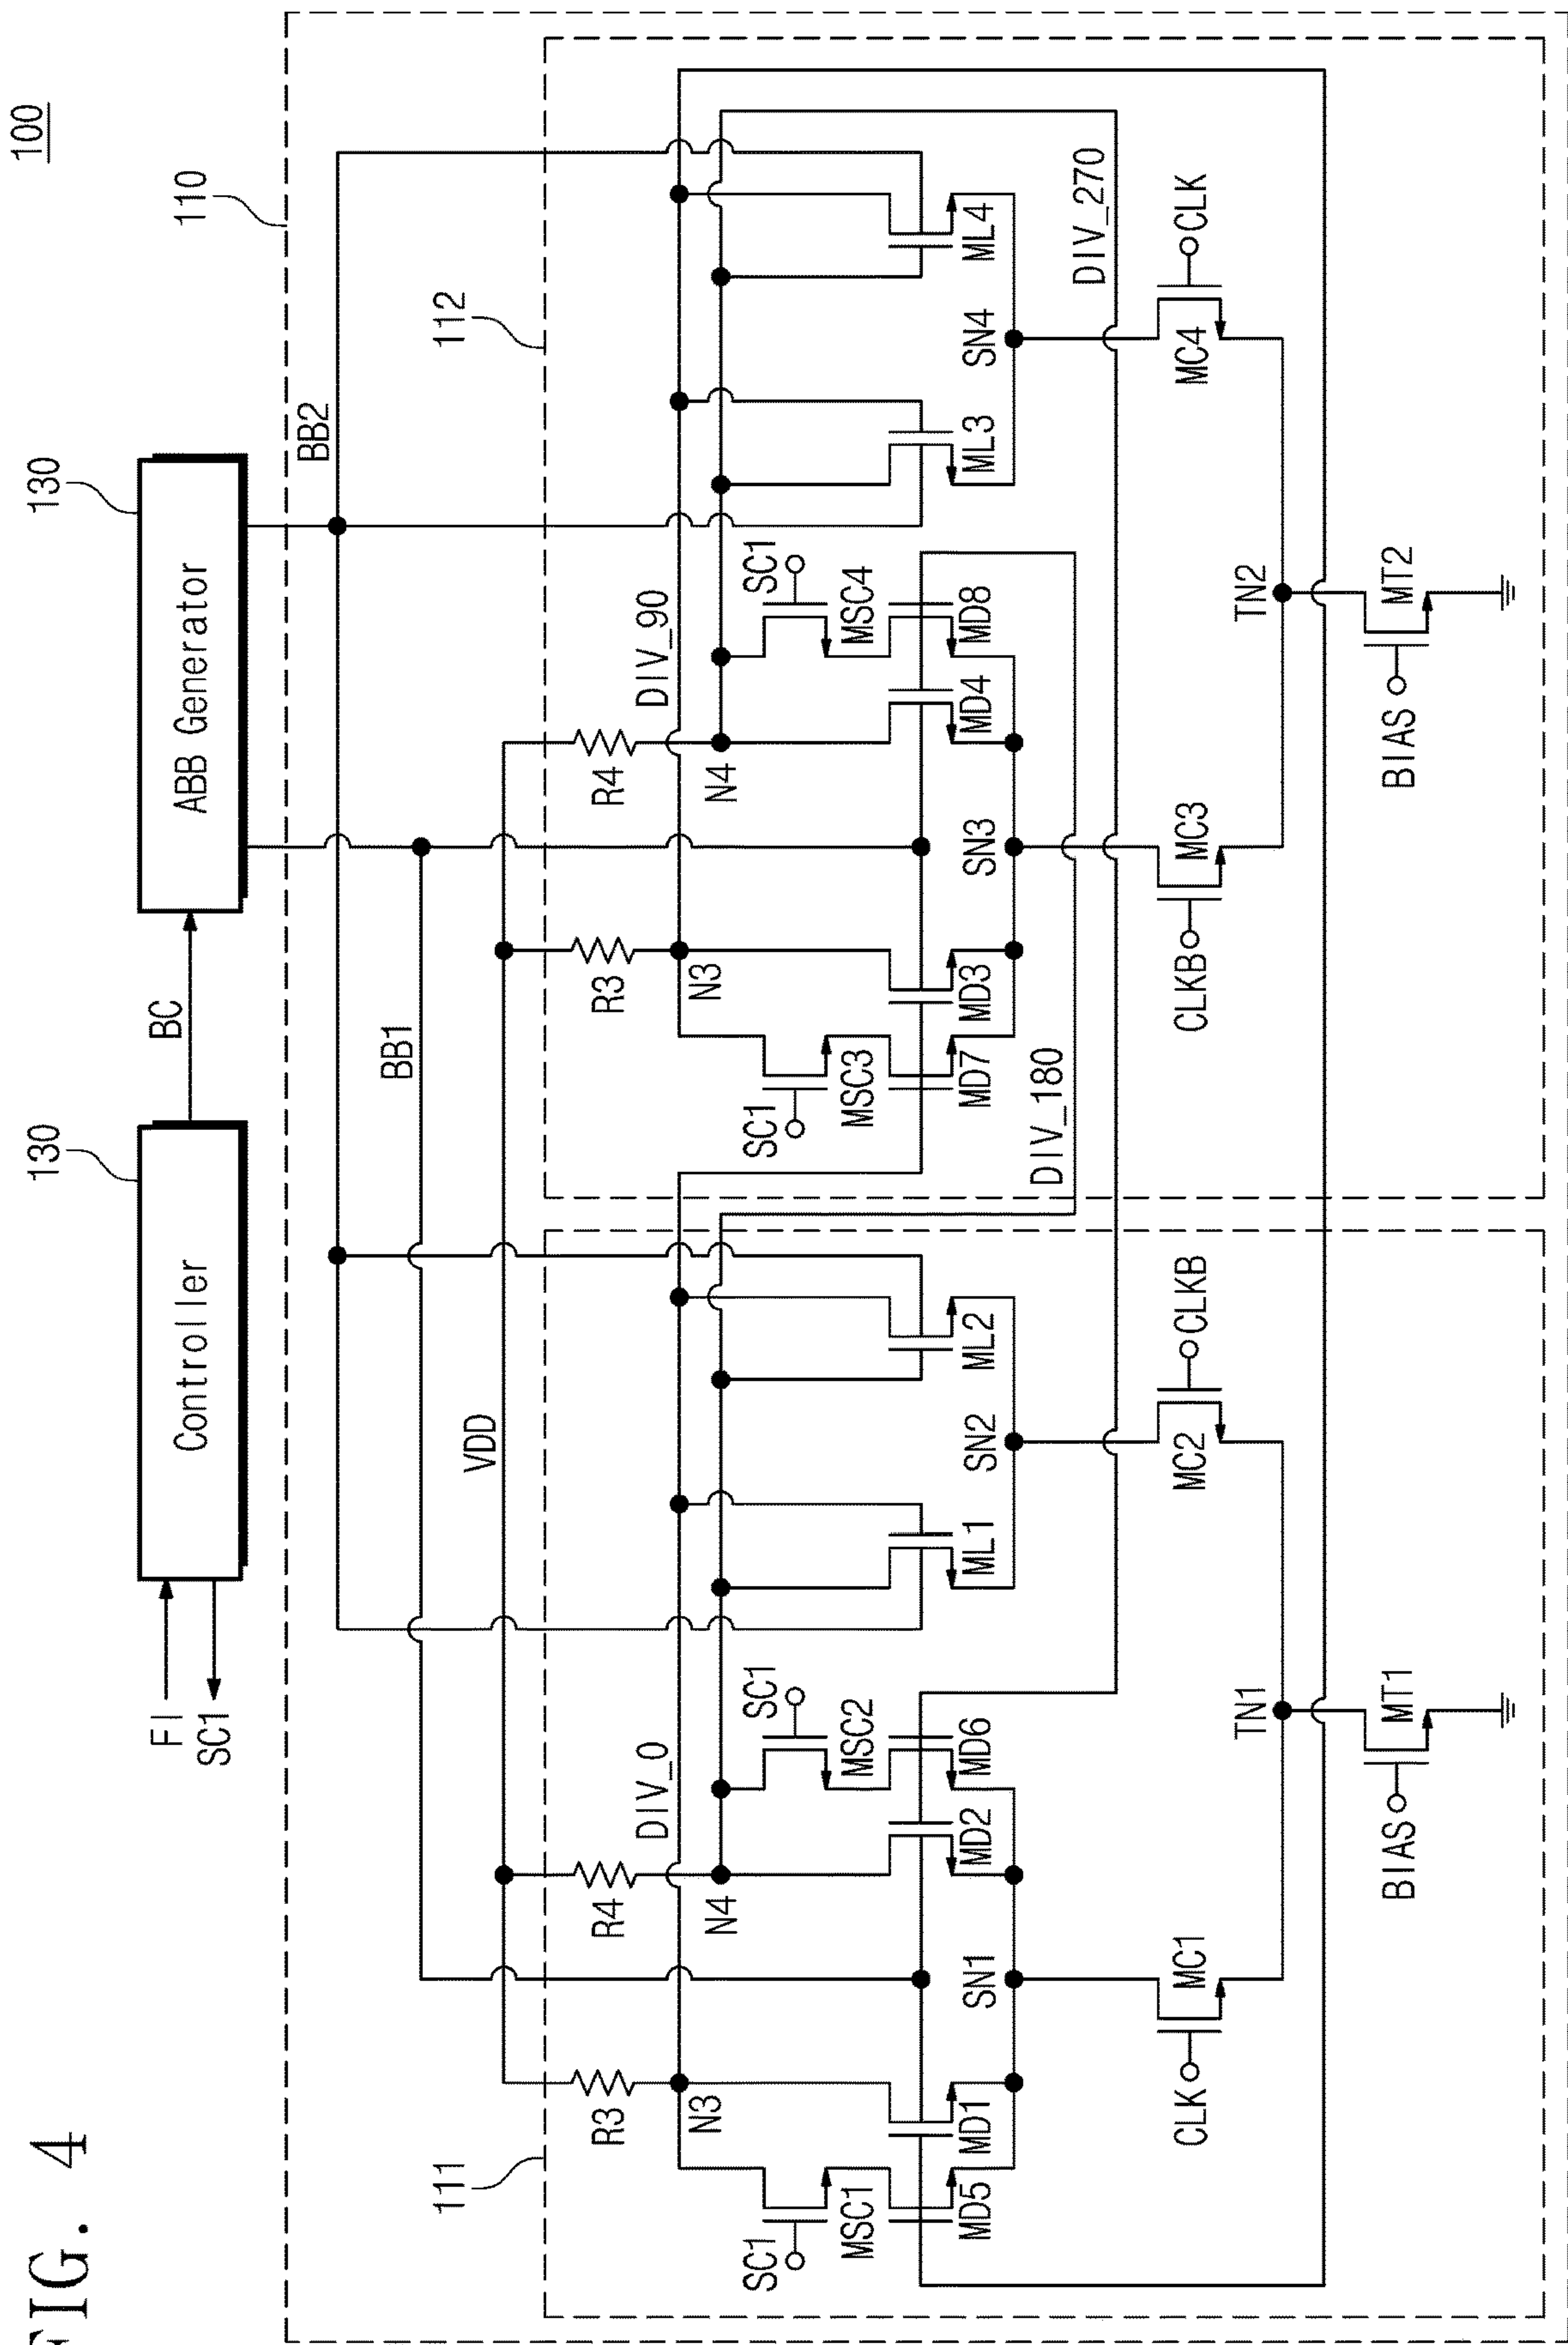 FIG. 4
100
Controller
130
FI
SC1
BC
ABB Generator
130
110
BB2
BB1
VDD
111
112
R3
R4
R3
R4
DIV_0
DIV_90
N3
N4
N3
N4
SC1
SC1
SC1
SC1
MSC1
MSC2
MSC3
MSC4
MD5
MD1
MD2
MD6
ML1
ML2
MD7
MD3
MD4
MD8
ML3
ML4
SN1
SN2
SN3
SN4
DIV_180
DIV_270
CLK
MC1
MC2
CLKB
CLKB
MC3
MC4
CLK
TN1
TN2
BIAS
MT1
BIAS
MT2